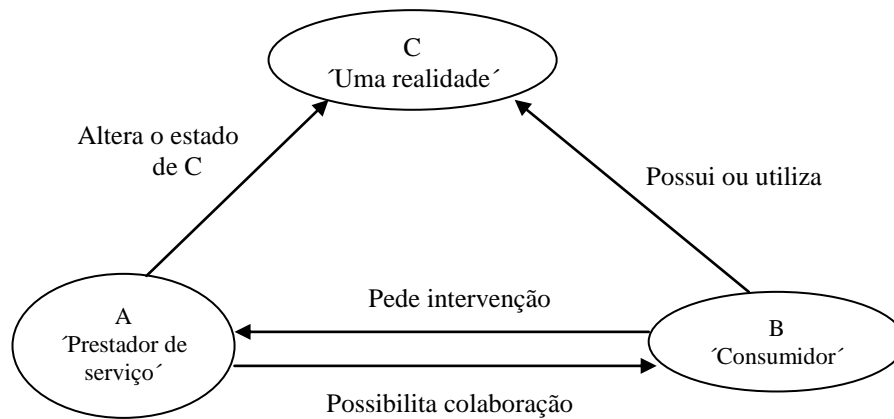 C
´Uma realidade´
Altera o estado
de C
Possui ou utiliza
Pede intervenção
A
´Prestador de
serviço´
B
´Consumidor´
Possibilita colaboração